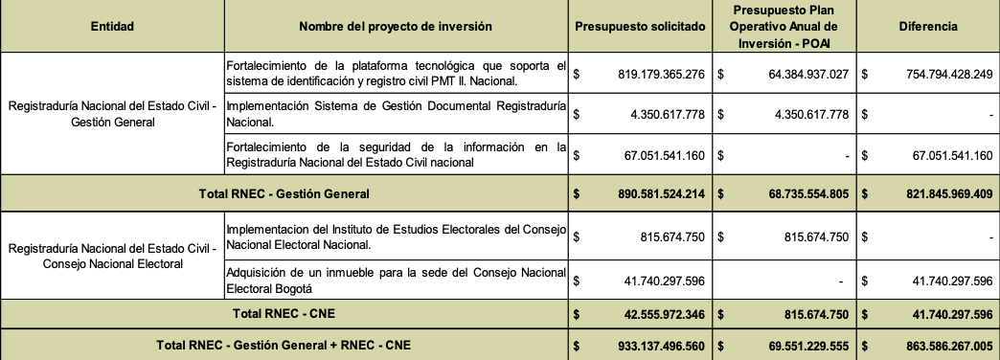 Entidad Nombre del proyecto de inversión Presupuesto solicitado Presupuesto Plan Operativo Anual de Inversión - POAI Diferencia
Registraduría Nacional del Estado Civil -
Gestión General
Fortalecimiento de la plataforma tecnológica que soporta el
sistema de identificación y registro civil PMT II. Nacional.
$ 819.179.365.276 $ 64.384.937.027 $ 754.794.428.249
Implementación Sistema de Gestión Documental Registraduría
Nacional.
$ 4.350.617.778 $ 4.350.617.778 $ -
Fortalecimiento de la seguridad de la información en la
Registraduría Nacional del Estado Civil nacional
$ 67.051.541.160 $ - $ 67.051.541.160
Total RNEC - Gestión General $ 890.581.524.214 $ 68.735.554.805 $ 821.845.969.409
Registraduría Nacional del Estado Civil -
Consejo Nacional Electoral
Implementacion del Instituto de Estudios Electorales del Consejo
Nacional Electoral Nacional.
$ 815.674.750 $ 815.674.750 $ -
Adquisición de un inmueble para la sede del Consejo Nacional
Electoral Bogotá
$ 41.740.297.596 - $ 41.740.297.596
Total RNEC - CNE $ 42.555.972.346 $ 815.674.750 $ 41.740.297.596
Total RNEC - Gestión General + RNEC - CNE $ 933.137.496.560 $ 69.551.229.555 $ 863.586.267.005